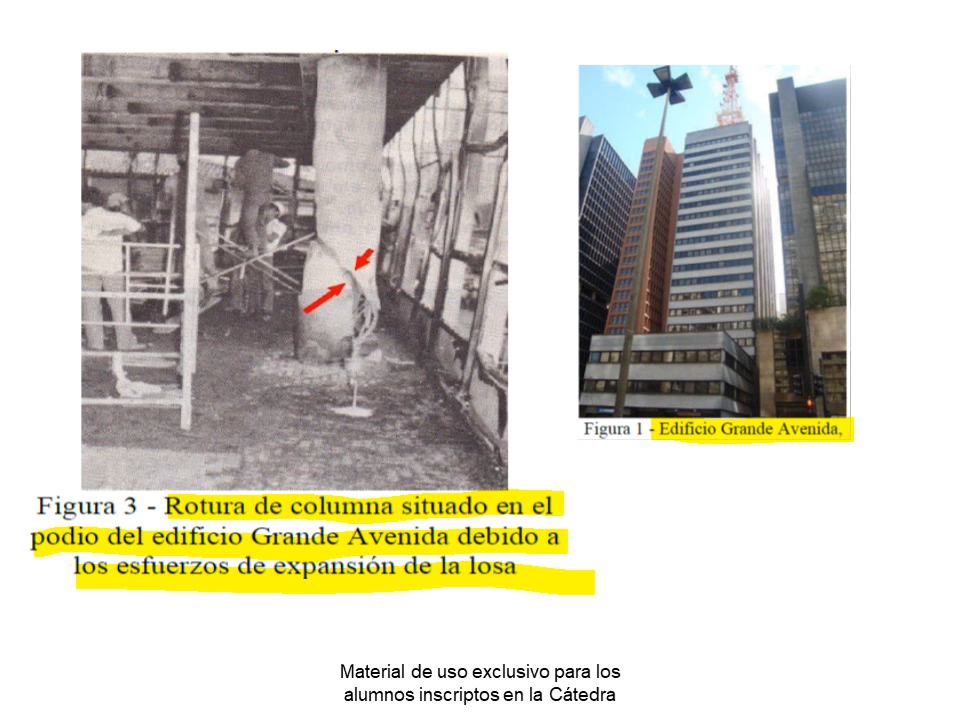 Figura 3 - Rotura de columna situado en el
podio del edificio Grande Avenida debido a
los esfuerzos de expansión de la losa
Figura 1 - Edificio Grande Avenida,
Material de uso exclusivo para los
alumnos inscriptos en la Cátedra